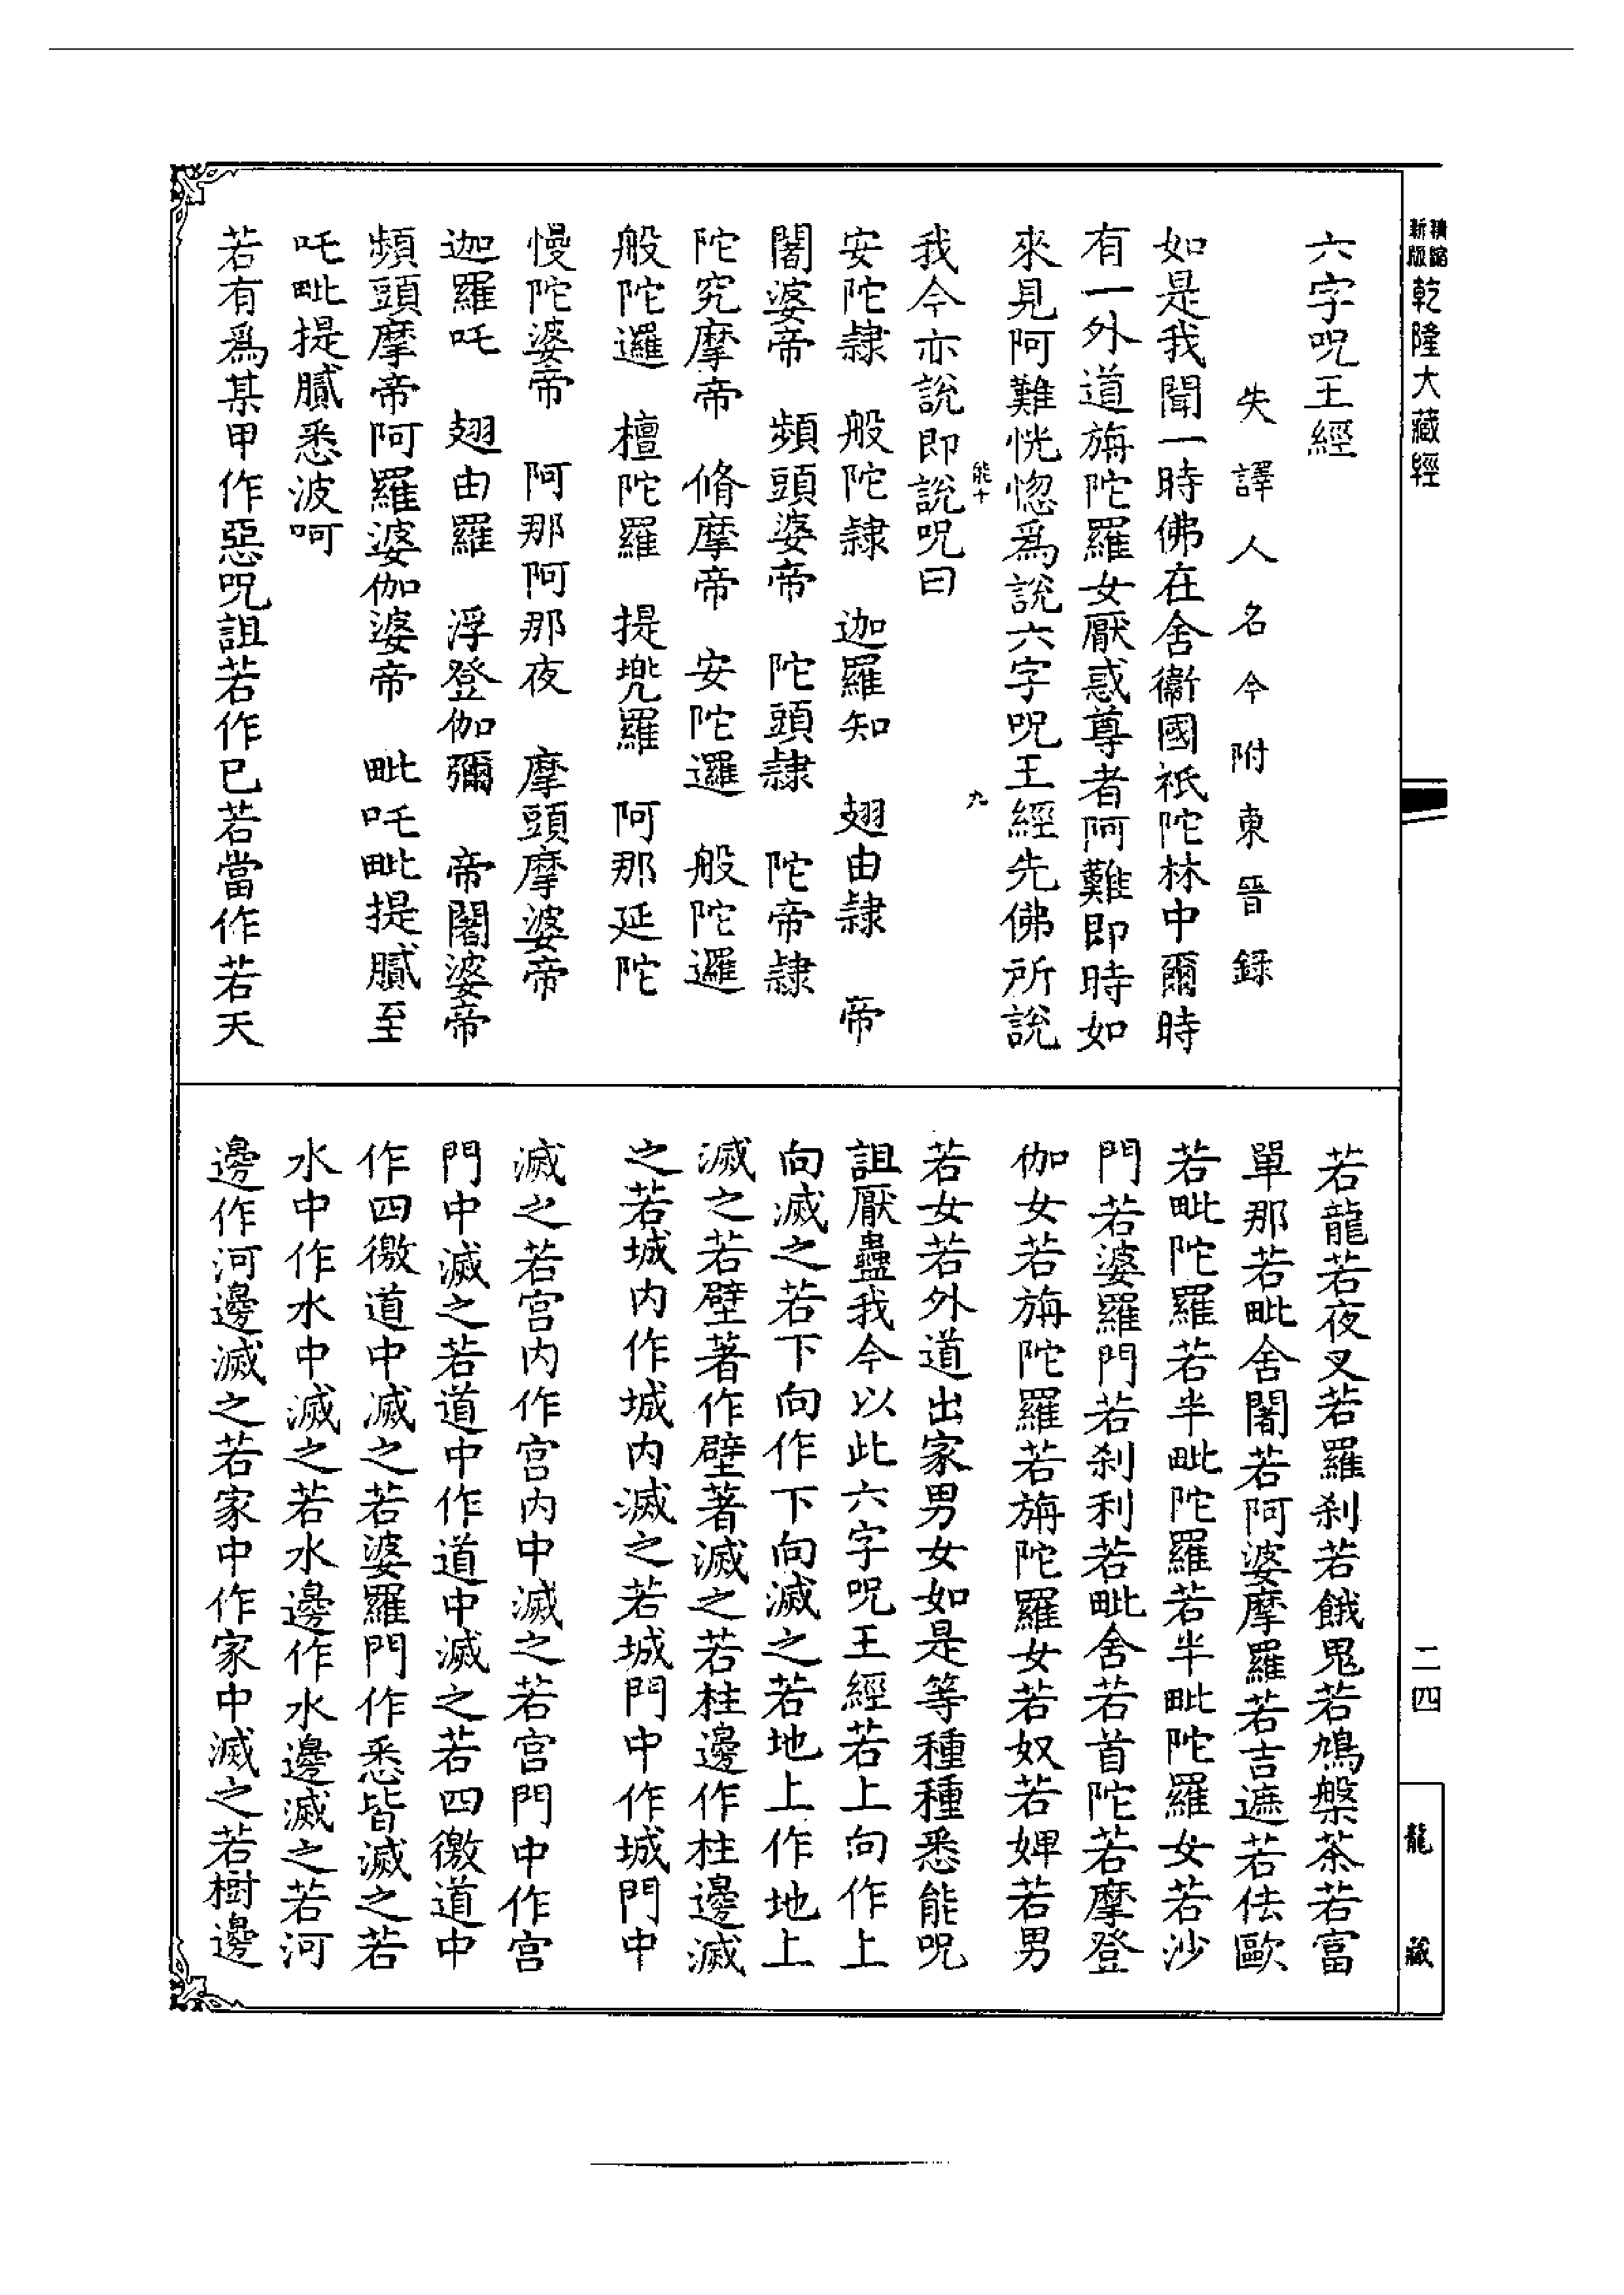 精縮新版乾隆大藏經
六字呪王經
失譯人名今附東晉錄
如是我聞一時佛在舍衞國祇陀林中爾時
有一外道旃陀羅女厭惑尊者阿難即時如
來見阿難恍惚爲說六字呪王經先佛所說
能十 九
我今亦說即說呪曰
安陀隷 般陀隷 迦羅知 翅由隷 帝
闍婆帝 頻頭婆帝 陀頭隷 陀帝隷
陀究摩帝 脩摩帝 安陀邏 般陀邏
般陀邏 檀陀羅 提兜羅 阿那延陀
慢陀婆帝 阿那阿那夜 摩頭摩婆帝
迦羅吒 翅由羅 浮登伽彌 帝闍婆帝
頻頭摩帝阿羅婆伽婆帝 毗吒毗提膩至
吒毗提膩悉波呵
若有爲某甲作惡呪詛若作已若當作若天
若龍若夜叉若羅刹若餓鬼若鳩槃茶若富
單那若毗舍闍若阿婆摩羅若吉遮若佉歐
若毗陀羅若半毗陀羅若半毗陀羅女若沙
門若婆羅門若刹利若毗舍若首陀若摩登
伽女若旃陀羅若旃陀羅女若奴若婢若男
若女若外道出家男女如是等種種悉能呪
詛厭蠱我今以此六字呪王經若上向作上
向滅之若下向作下向滅之若地上作地上
滅之若壁著作壁著滅之若柱邊作柱邊滅
之若城内作城内滅之若城門中作城門中
滅之若宫内作宫内中滅之若宫門中作宫
門中滅之若道中作道中滅之若四徼道中
作四徼道中滅之若婆羅門作悉皆滅之若
水中作水中滅之若水邊作水邊滅之若河
邊作河邊滅之若家中作家中滅之若樹邊
二四
龍藏